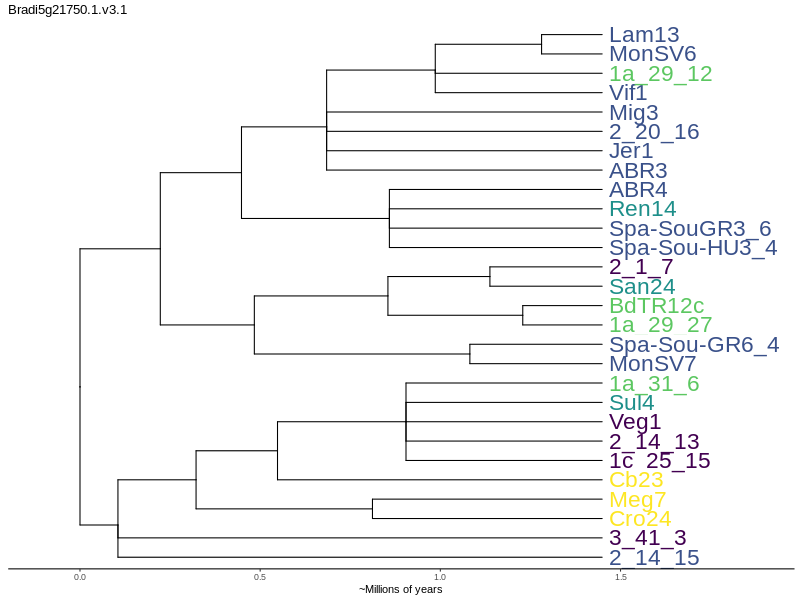 Bradi5g21750.1.v3.1
Lam13
MonSV6
1a_29_12
Vif1
Mig3
2_20_16
Jer1
ABR3
ABR4
Ren14
Spa-SouGR3_6
Spa-Sou-HU3_4
2_1_7
San24
BdTR12c
1a_29_27
Spa-Sou-GR6_4
MonSV7
1a_31_6
Sul4
Veg1
2_14_13
1c_25_15
Cb23
Meg7
Cro24
3_41_3
2_14_15
0.0 0.5 1.0 1.5
~Millions of years